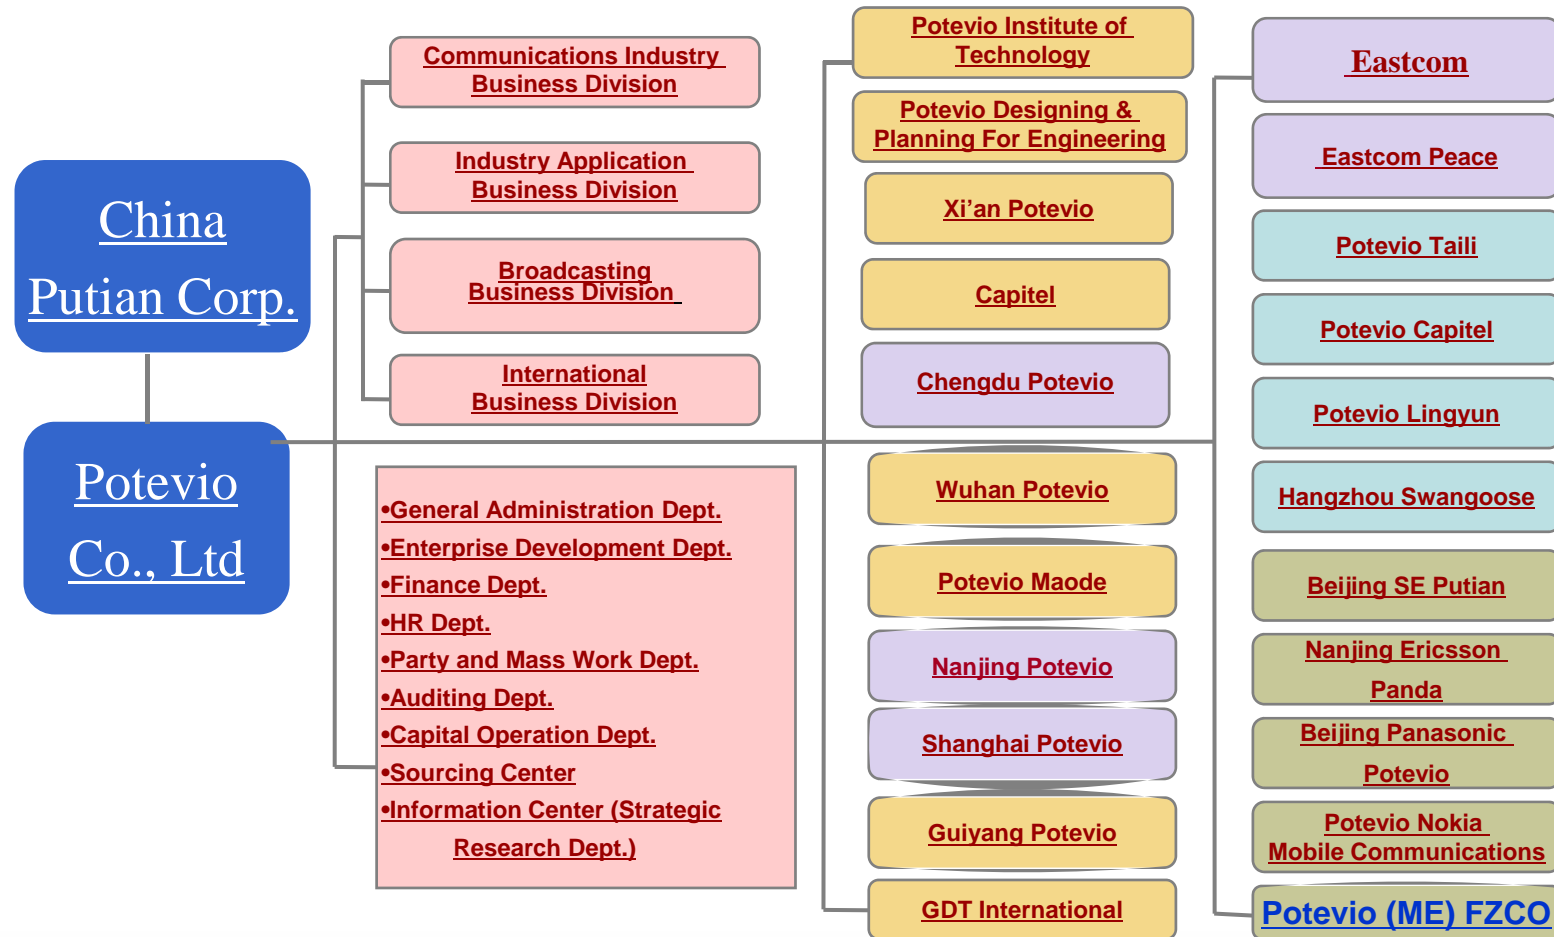 China
Putian Corp.
Potevio
Co., Ltd
Communications Industry
Business Division
Industry Application
Business Division
Broadcasting
Business Division
International
Business Division
•General Administration Dept.
•Enterprise Development Dept.
•Finance Dept.
•HR Dept.
•Party and Mass Work Dept.
•Auditing Dept.
•Capital Operation Dept.
•Sourcing Center
•Information Center (Strategic
Research Dept.)
Potevio Institute of
Technology
Potevio Designing &
Planning For Engineering
Xi’an Potevio
Capitel
Chengdu Potevio
Wuhan Potevio
Potevio Maode
Nanjing Potevio
Shanghai Potevio
Guiyang Potevio
GDT International
Eastcom
Eastcom Peace
Potevio Taili
Potevio Capitel
Potevio Lingyun
Hangzhou Swangoose
Beijing SE Putian
Nanjing Ericsson
Panda
Beijing Panasonic
Potevio
Potevio Nokia
Mobile Communications
Potevio (ME) FZCO